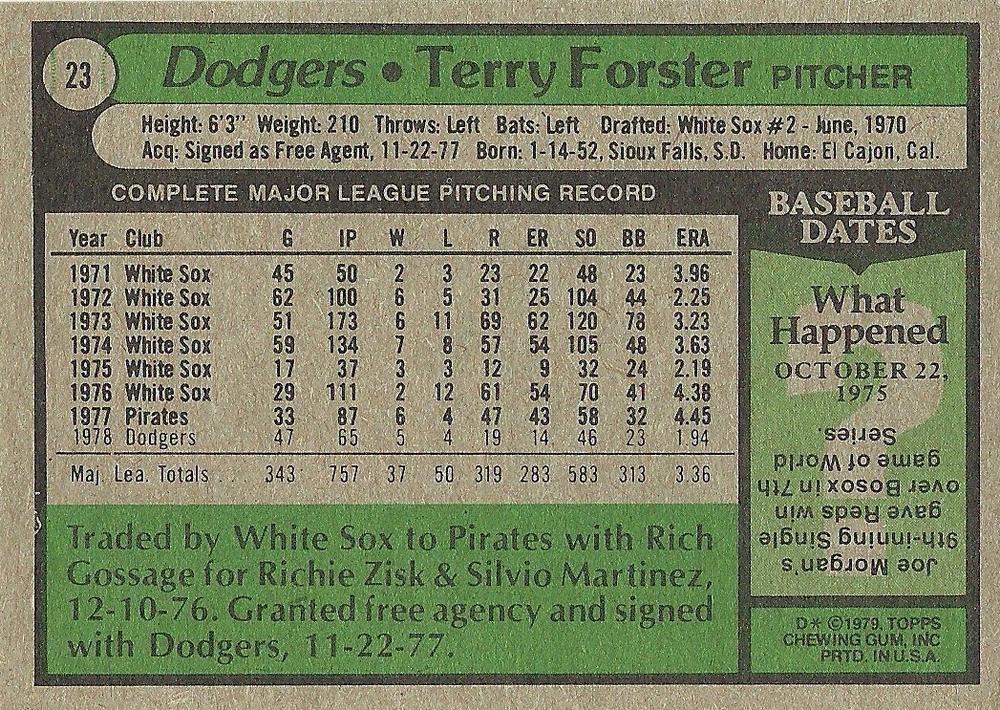 23
Dodgers • Terry Forster PITCHER
Height: 6'3" Weight: 210 Throws: Left Bats: Left Drafted: White Sox #2 - June, 1970
Acq: Signed as Free Agent, 11-22-77 Born: 1-14-52, Sioux Falls, S.D. Home: El Cajon, Cal.
COMPLETE MAJOR LEAGUE PITCHING RECORD
Year Club G IP W L R ER SO BB ERA
1971 White Sox 45 50 2 3 23 22 48 23 3.96
1972 White Sox 62 100 6 5 31 25 104 44 2.25
1973 White Sox 51 173 6 11 69 62 120 78 3.23
1974 White Sox 59 134 7 8 57 54 105 48 3.63
1975 White Sox 17 37 3 3 12 9 32 24 2.19
1976 White Sox 29 111 2 12 61 54 70 41 4.38
1977 Pirates 33 87 6 4 47 43 58 32 4.45
1978 Dodgers 47 65 5 4 19 14 46 23 1.94
Maj. Lea. Totals 343 757 37 50 319 283 583 313 3.36
Traded by White Sox to Pirates with Rich
Gossage for Richie Zisk & Silvio Martinez,
12-10-76. Granted free agency and signed
with Dodgers, 11-22-77.
BASEBALL
DATES
What
Happened
OCTOBER 22,
1975
Joe Morgan's
9th-inning Single
gave Reds win
over Bosox in 7th
game of World
Series.
D* ©1979, TOPPS
CHEWING GUM, INC
PRTD. IN U.S.A.